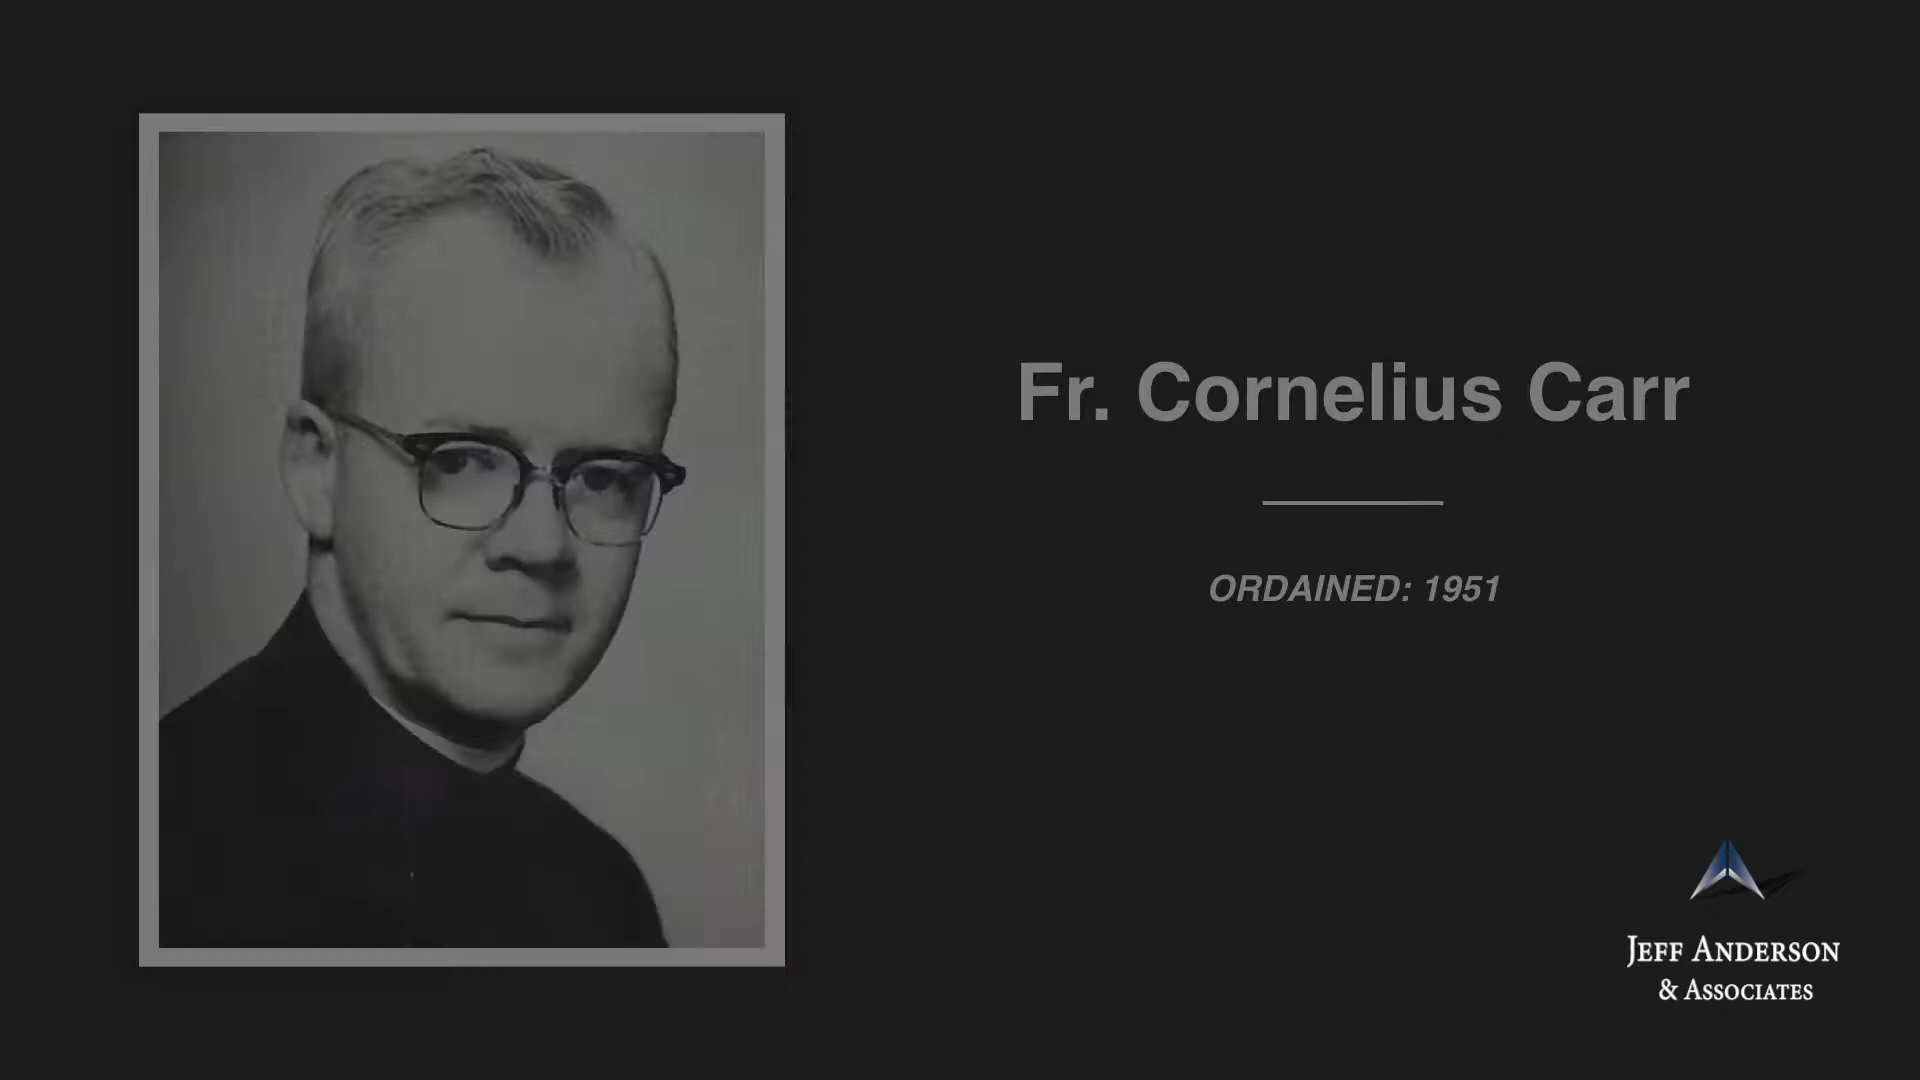 Fr. Cornelius Carr
ORDAINED: 1951
JEFF ANDERSON
& ASSOCIATES